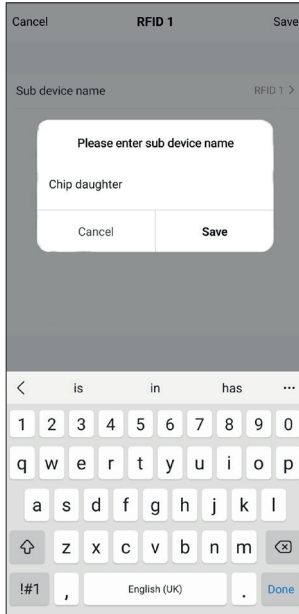 Cancel RFID 1 Save
Sub device name RFID 1 >
Please enter sub device name
Chip daughter
Cancel Save
< is in has ...
1 2 3 4 5 6 7 8 9 0
q w e r t y u i o p
a s d f g h j k l
z x c v b n m
!#1 , English (UK) . Done